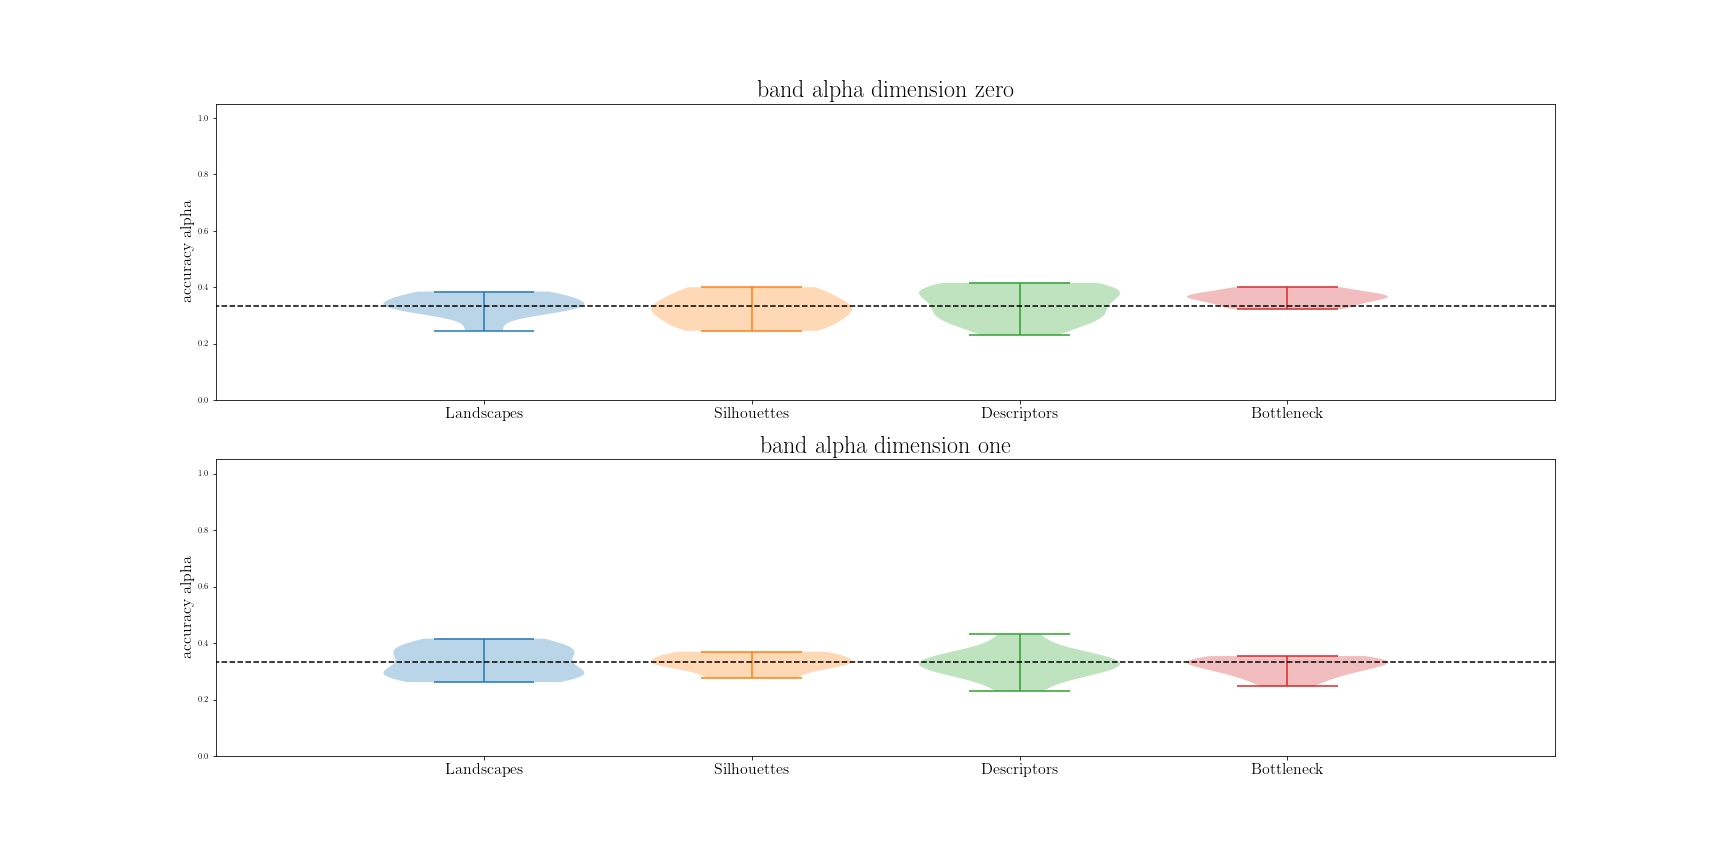 band alpha dimension zero
accuracy alpha
1.0
0.8
0.6
0.4
0.2
0.0
Landscapes Silhouettes Descriptors Bottleneck
band alpha dimension one
accuracy alpha
1.0
0.8
0.6
0.4
0.2
0.0
Landscapes Silhouettes Descriptors Bottleneck